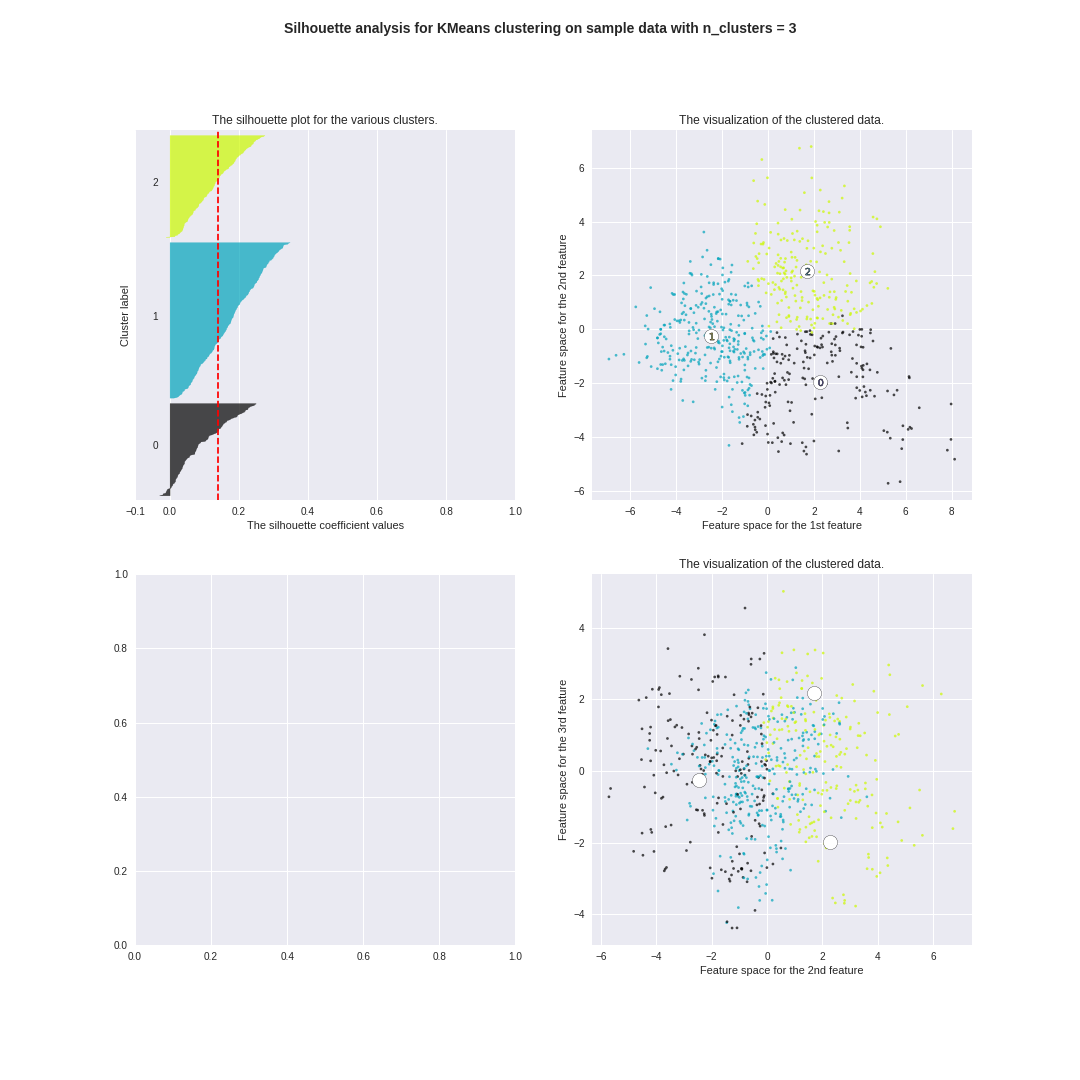 Silhouette analysis for KMeans clustering on sample data with n_clusters = 3
The silhouette plot for the various clusters.
Cluster label
2
1
0
−0.1 0.0 0.2 0.4 0.6 0.8 1.0
The silhouette coefficient values
The visualization of the clustered data.
Feature space for the 2nd feature
6
4
2
0
−2
−4
−6
2
1
0
−6 −4 −2 0 2 4 6 8
Feature space for the 1st feature
1.0
0.8
0.6
0.4
0.2
0.0
0.0 0.2 0.4 0.6 0.8 1.0
The visualization of the clustered data.
Feature space for the 3rd feature
4
2
0
−2
−4
−6 −4 −2 0 2 4 6
Feature space for the 2nd feature